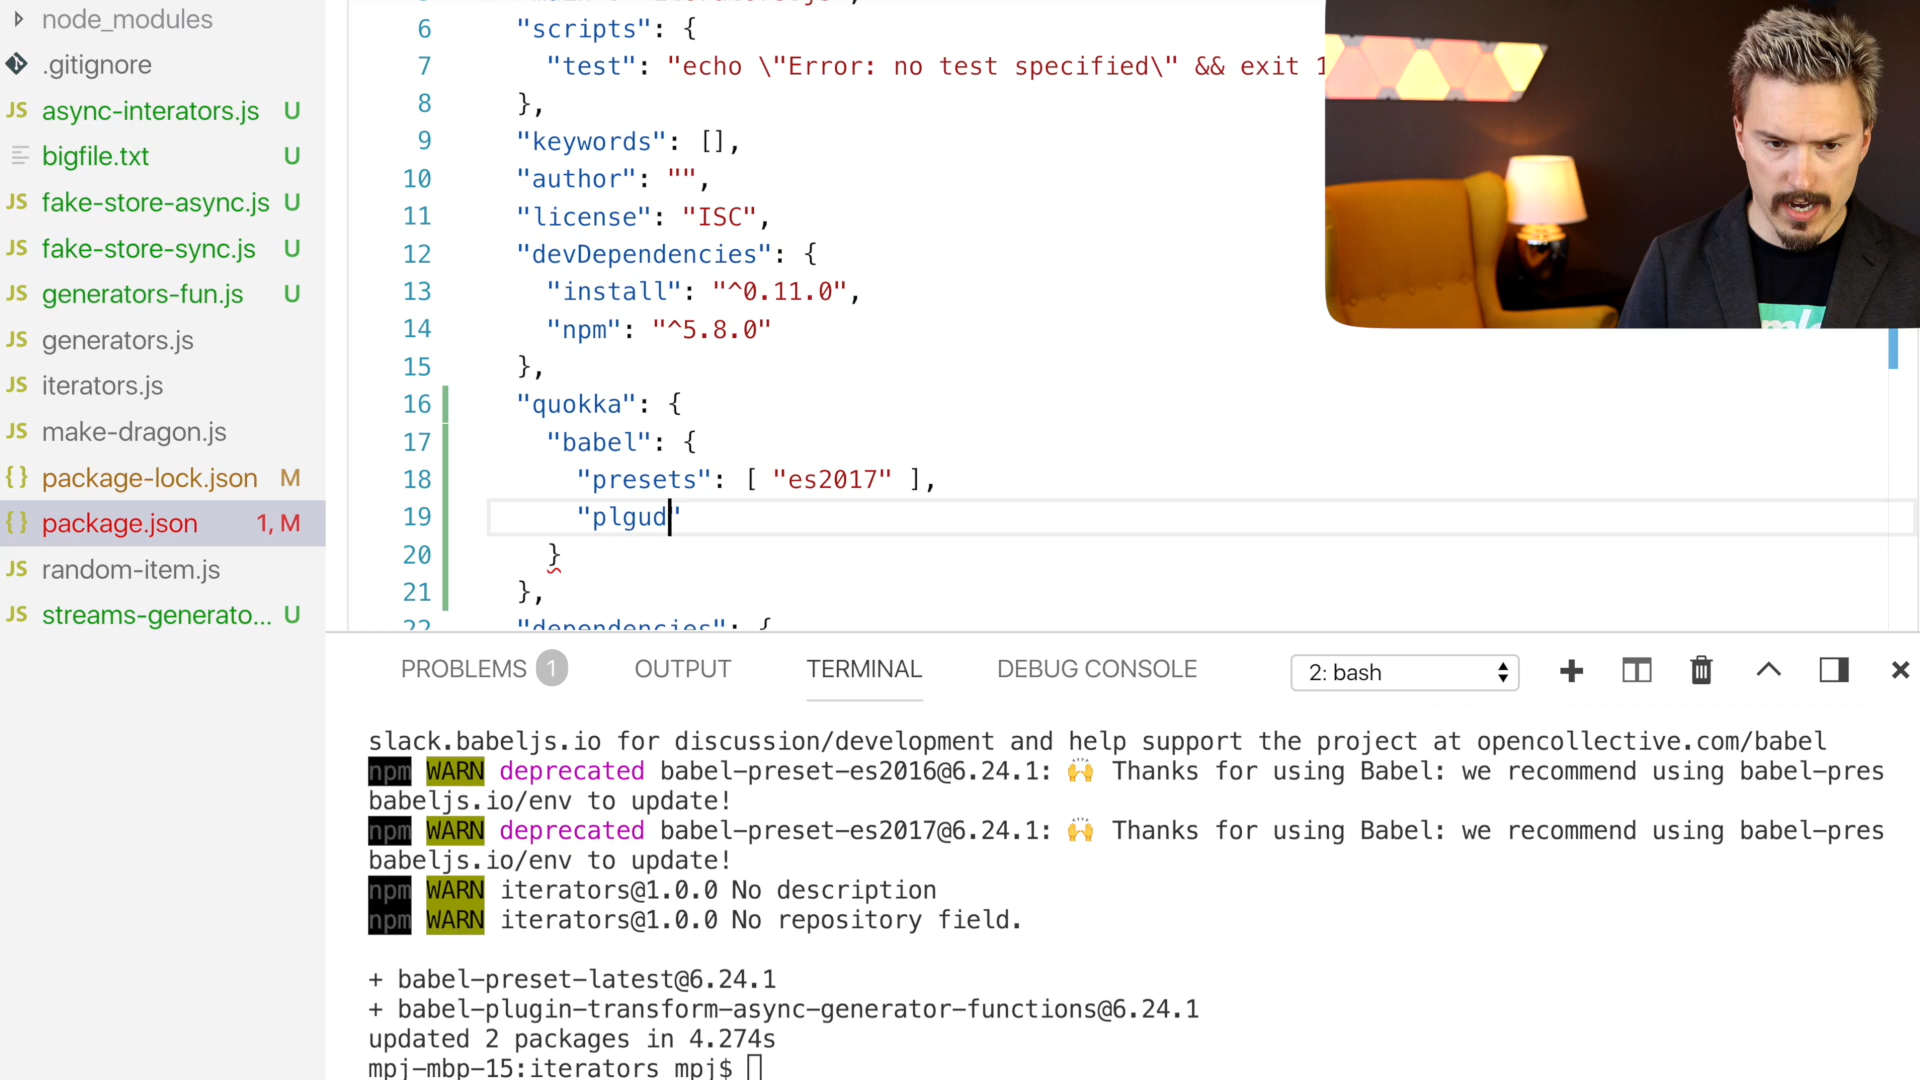 node_modules
.gitignore
async-interators.js U
bigfile.txt U
fake-store-async.js U
fake-store-sync.js U
generators-fun.js U
generators.js
iterators.js
make-dragon.js
package-lock.json M
package.json 1, M
random-item.js
streams-generato... U
6 "scripts": {
7 "test": "echo \"Error: no test specified\" && exit 1
8 },
9 "keywords": [],
10 "author": "",
11 "license": "ISC",
12 "devDependencies": {
13 "install": "^0.11.0",
14 "npm": "^5.8.0"
15 },
16 "quokka": {
17 "babel": {
18 "presets": [ "es2017" ],
19 "plgud"
20 }
21 },
22 "dependencies": {
PROBLEMS 1 OUTPUT TERMINAL DEBUG CONSOLE 2: bash
slack.babeljs.io for discussion/development and help support the project at opencollective.com/babel
npm WARN deprecated babel-preset-es2016@6.24.1: 🙌 Thanks for using Babel: we recommend using babel-pres
babeljs.io/env to update!
npm WARN deprecated babel-preset-es2017@6.24.1: 🙌 Thanks for using Babel: we recommend using babel-pres
babeljs.io/env to update!
npm WARN iterators@1.0.0 No description
npm WARN iterators@1.0.0 No repository field.
+ babel-preset-latest@6.24.1
+ babel-plugin-transform-async-generator-functions@6.24.1
updated 2 packages in 4.274s
mpj-mbp-15:iterators mpj$